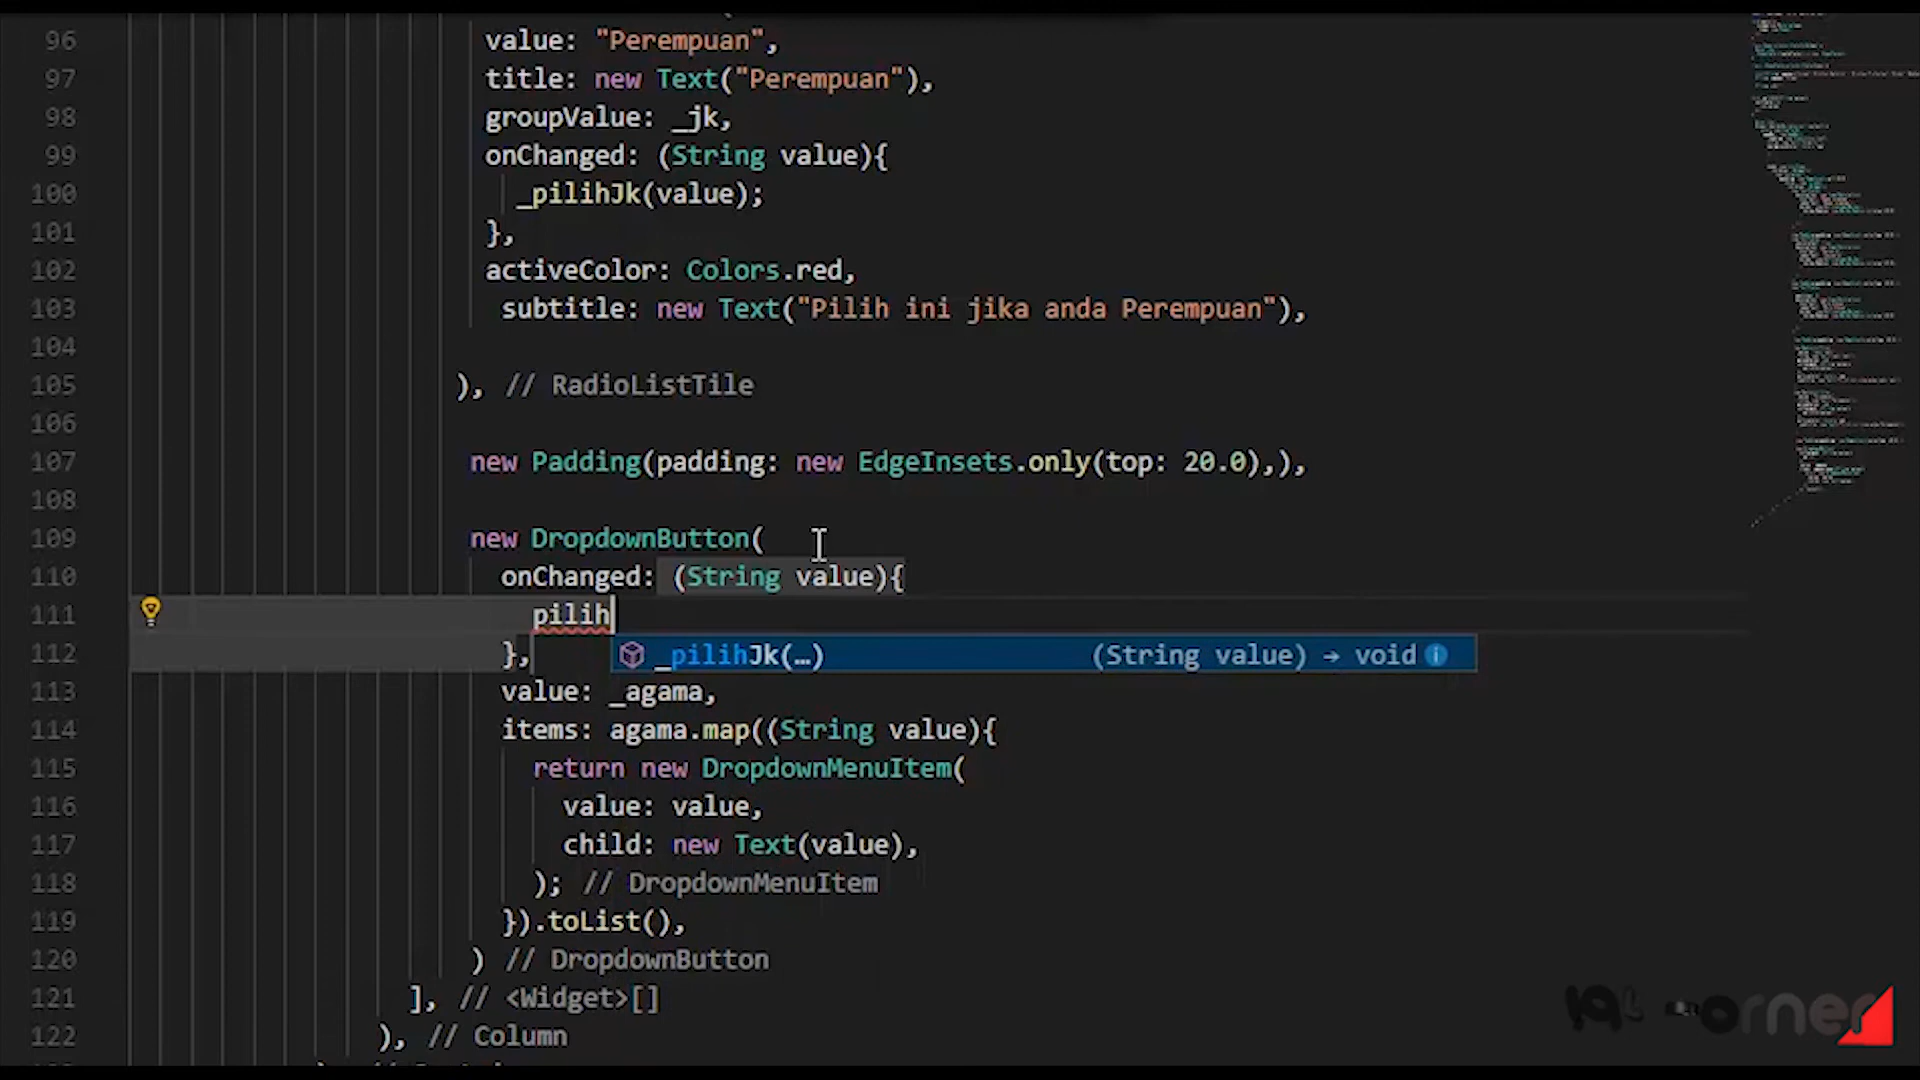 96 value: "Perempuan",
97 title: new Text("Perempuan"),
98 groupValue: _jk,
99 onChanged: (String value){
100 _pilihJk(value);
101 },
102 activeColor: Colors.red,
103 subtitle: new Text("Pilih ini jika anda Perempuan"),
104
105 ), // RadioListTile
106
107 new Padding(padding: new EdgeInsets.only(top: 20.0),),
108
109 new DropdownButton(
110 onChanged: (String value){
111 pilih
112 },
_pilihJk(…) (String value) → void
113 value: _agama,
114 items: agama.map((String value){
115 return new DropdownMenuItem(
116 value: value,
117 child: new Text(value),
118 ); // DropdownMenuItem
119 }).toList(),
120 ) // DropdownButton
121 ], // <Widget>[]
122 ), // Column